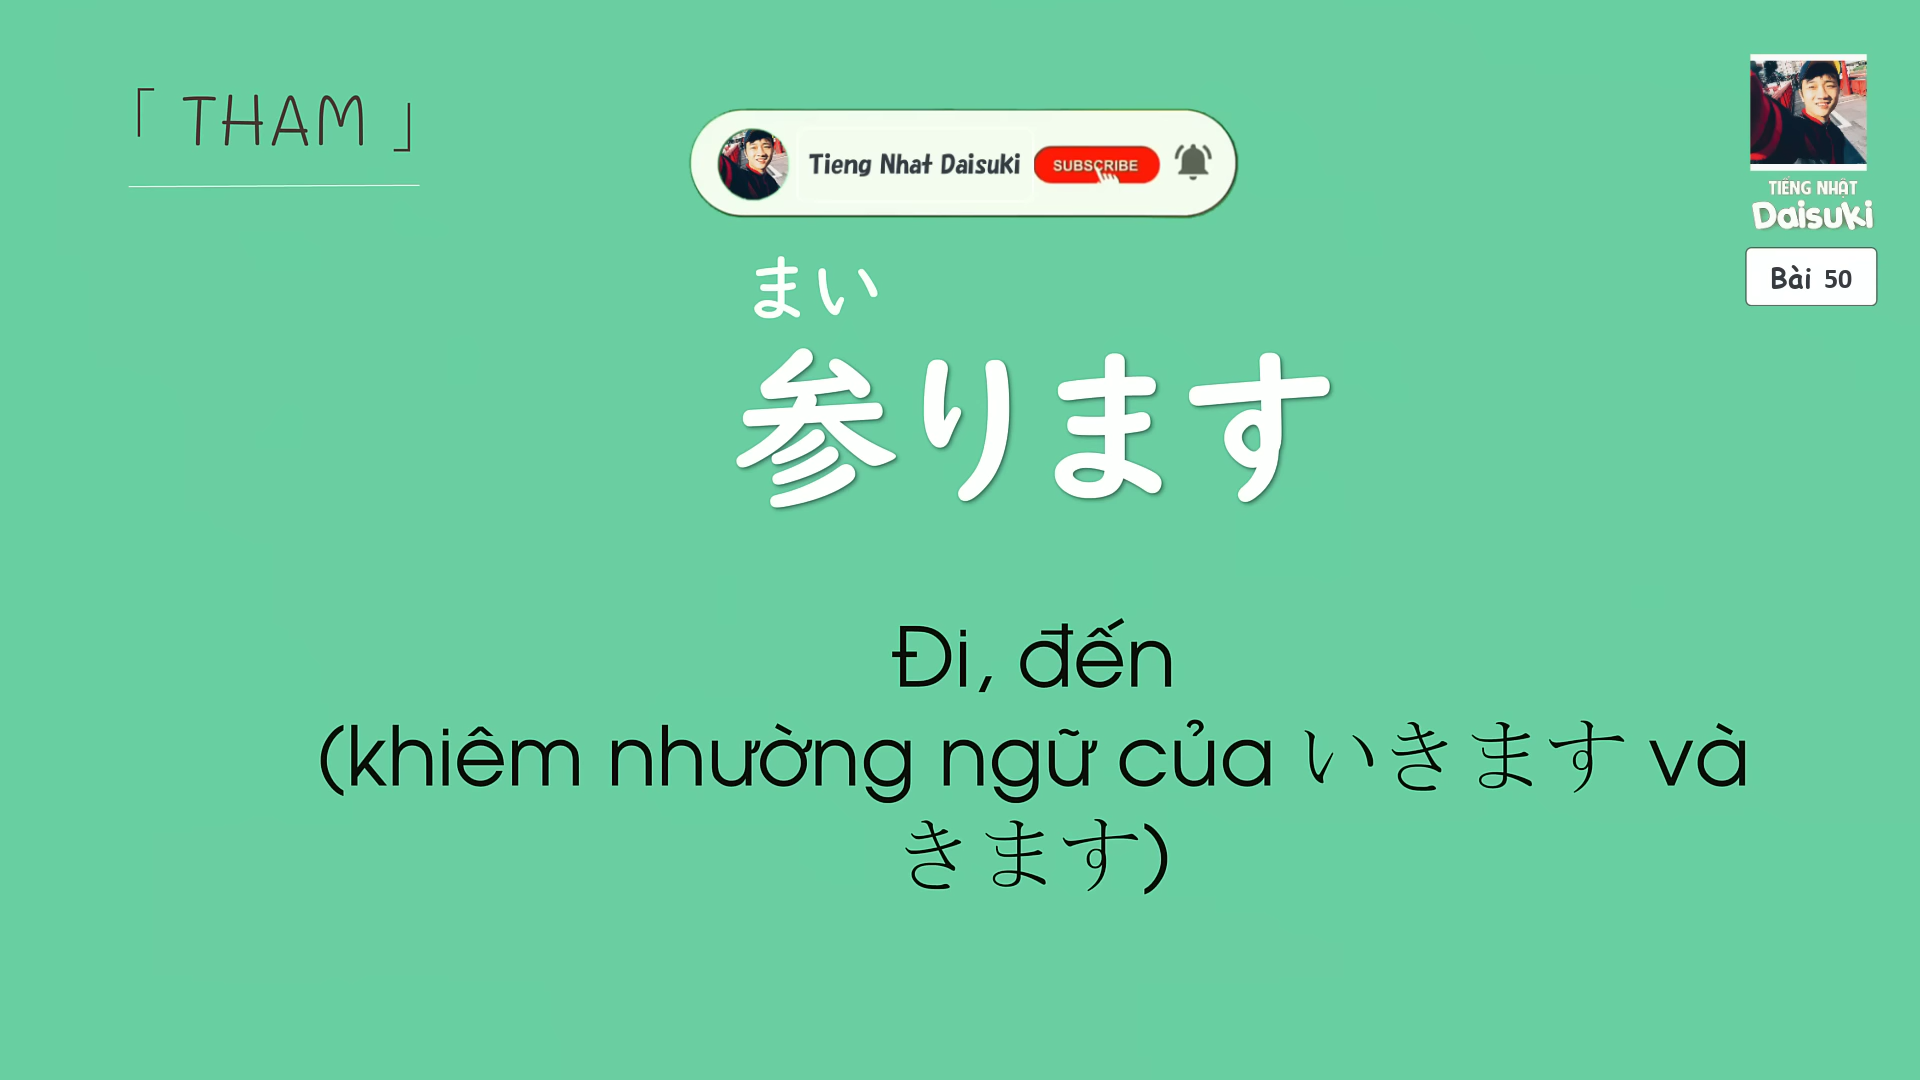 「 THAM 」
Tieng Nhat Daisuki
SUBSCRIBE
TIẾNG NHẬT
Daisuki
Bài 50
まい
参ります
Đi, đến
(khiêm nhường ngữ của いきます và
きます)